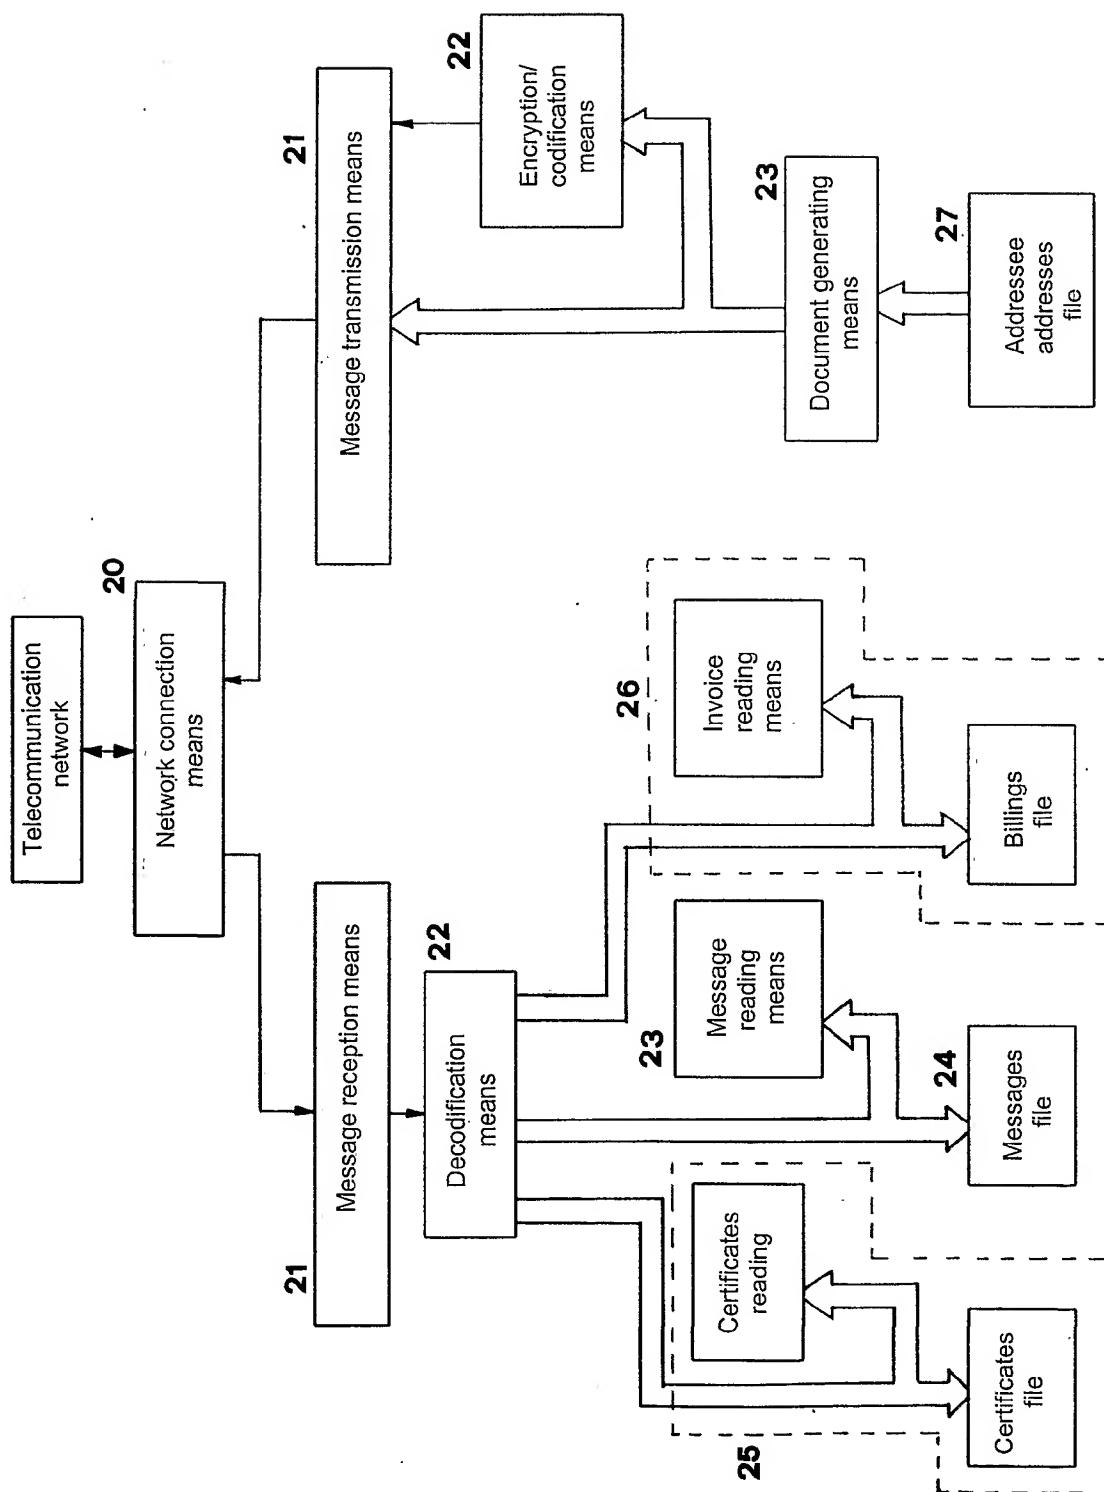 Telecommunication
network
20
Network connection
means
21
Message reception means
22
Decodification
means
25
Certificates
reading
Certificates
file
23
Message
reading
means
24
Messages
file
26
Invoice
reading
means
Billings
file
21
Message transmission means
22
Encryption/
codification
means
23
Document generating
means
27
Addressee
addresses
file